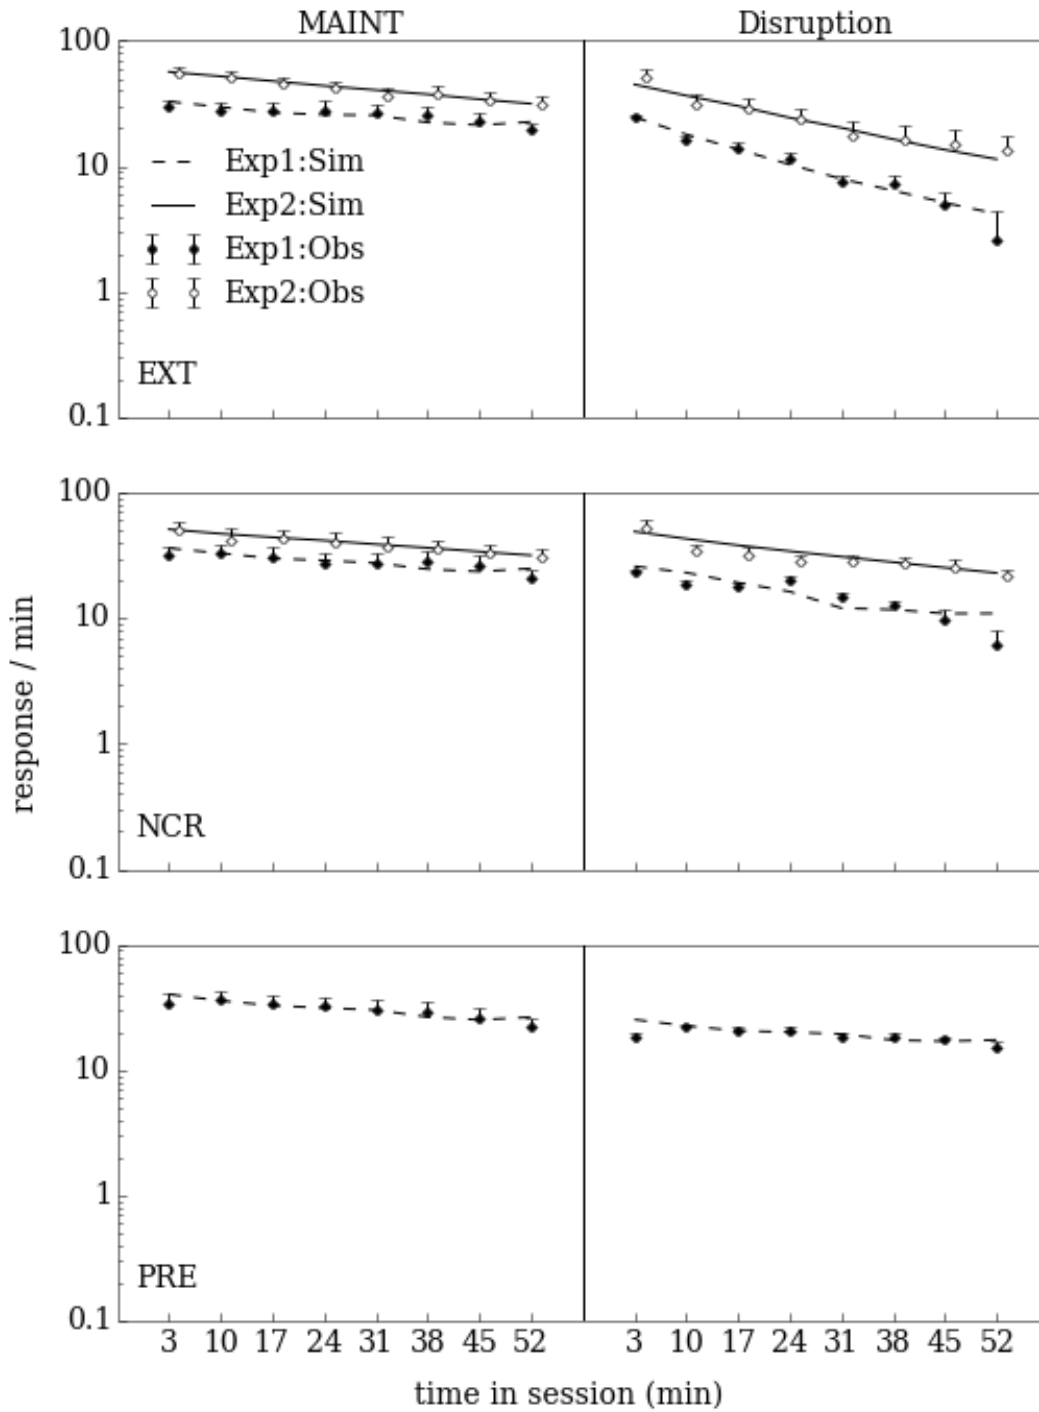 MAINT Disruption
100
10
1
0.1
Exp1:Sim
Exp2:Sim
Exp1:Obs
Exp2:Obs
EXT
100
10
1
0.1
NCR
response / min
100
10
1
0.1
PRE
3 10 17 24 31 38 45 52 3 10 17 24 31 38 45 52
time in session (min)